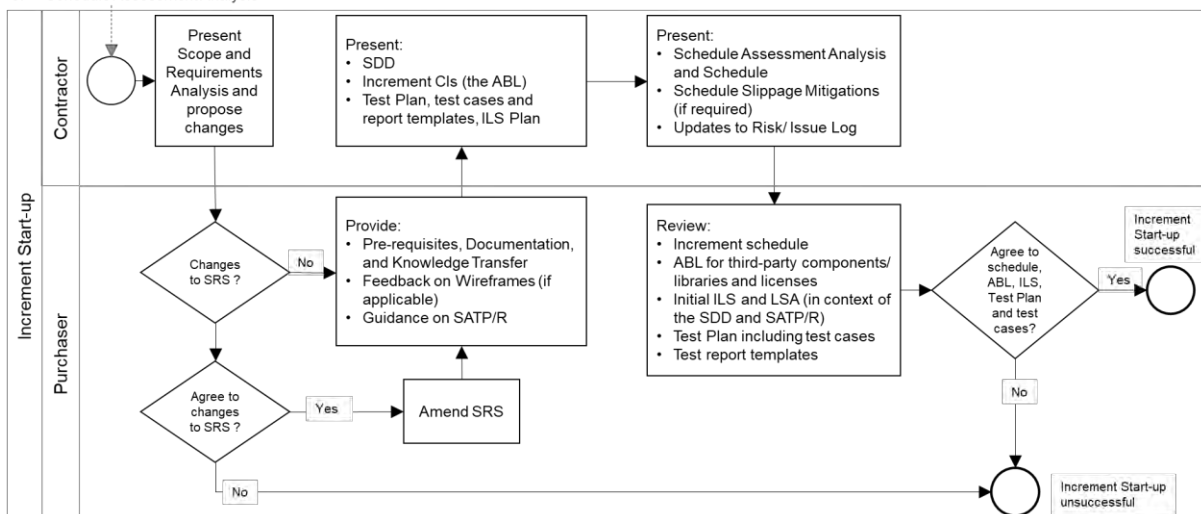 Increment Start-up
Contractor
Purchaser
Present
Scope and
Requirements
Analysis and
propose
changes
Present:
• SDD
• Increment CIs (the ABL)
• Test Plan, test cases and
report templates, ILS Plan
Present:
• Schedule Assessment Analysis
and Schedule
• Schedule Slippage Mitigations
(if required)
• Updates to Risk/ Issue Log
Changes
to SRS ?
No
Provide:
• Pre-requisites, Documentation,
and Knowledge Transfer
• Feedback on Wireframes (if
applicable)
• Guidance on SATP/R
Review:
• Increment schedule
• ABL for third-party components/
libraries and licenses
• Initial ILS and LSA (in context of
the SDD and SATP/R)
• Test Plan including test cases
• Test report templates
Agree to
schedule,
ABL, ILS,
Test Plan
and test
cases?
Yes
Increment
Start-up
successful
Agree to
changes
to SRS ?
Yes
Amend SRS
No
No
Increment Start-up
unsuccessful